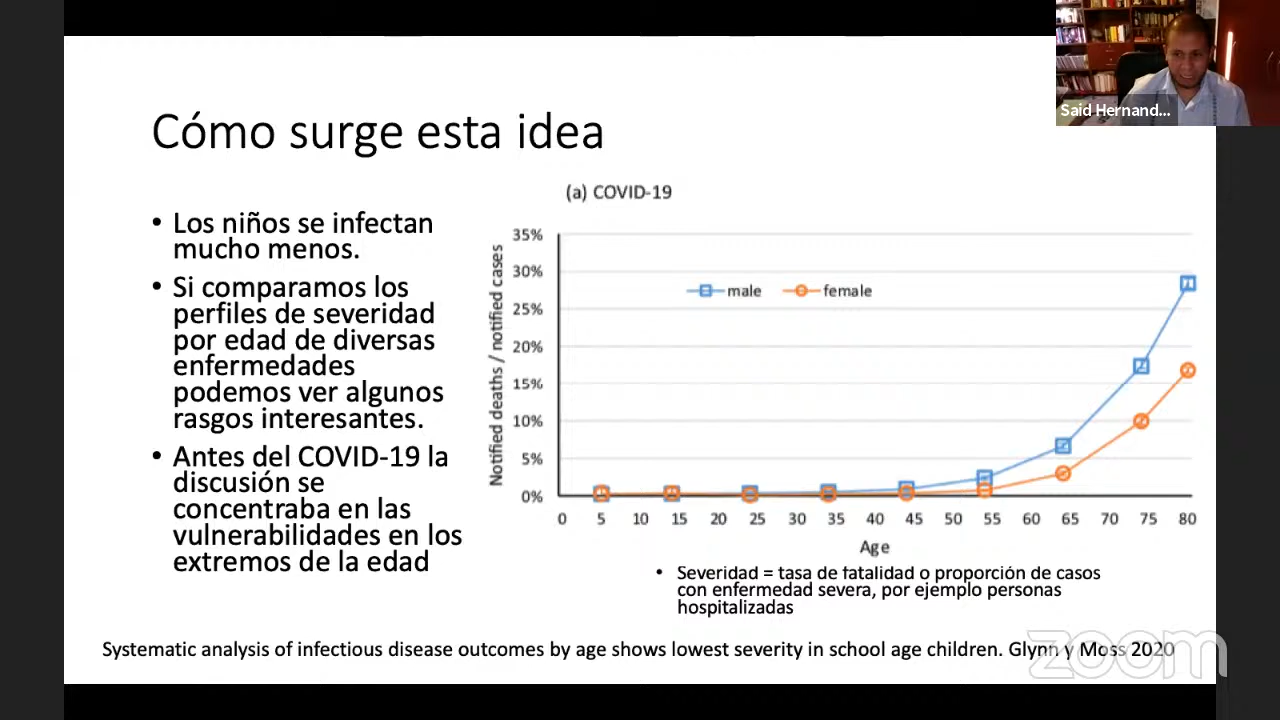 Said Hernand...
Cómo surge esta idea
• Los niños se infectan
mucho menos.
• Si comparamos los
perfiles de severidad
por edad de diversas
enfermedades
podemos ver algunos
rasgos interesantes.
• Antes del COVID-19 la
discusión se
concentraba en las
vulnerabilidades en los
extremos de la edad
(a) COVID-19
Notified deaths / notified cases
35%
30%
25%
20%
15%
10%
5%
0%
male female
0 5 10 15 20 25 30 35 40 45 50 55 60 65 70 75 80
Age
• Severidad = tasa de fatalidad o proporción de casos
con enfermedad severa, por ejemplo personas
hospitalizadas
Systematic analysis of infectious disease outcomes by age shows lowest severity in school age children. Glynn y Moss 2020
zoom